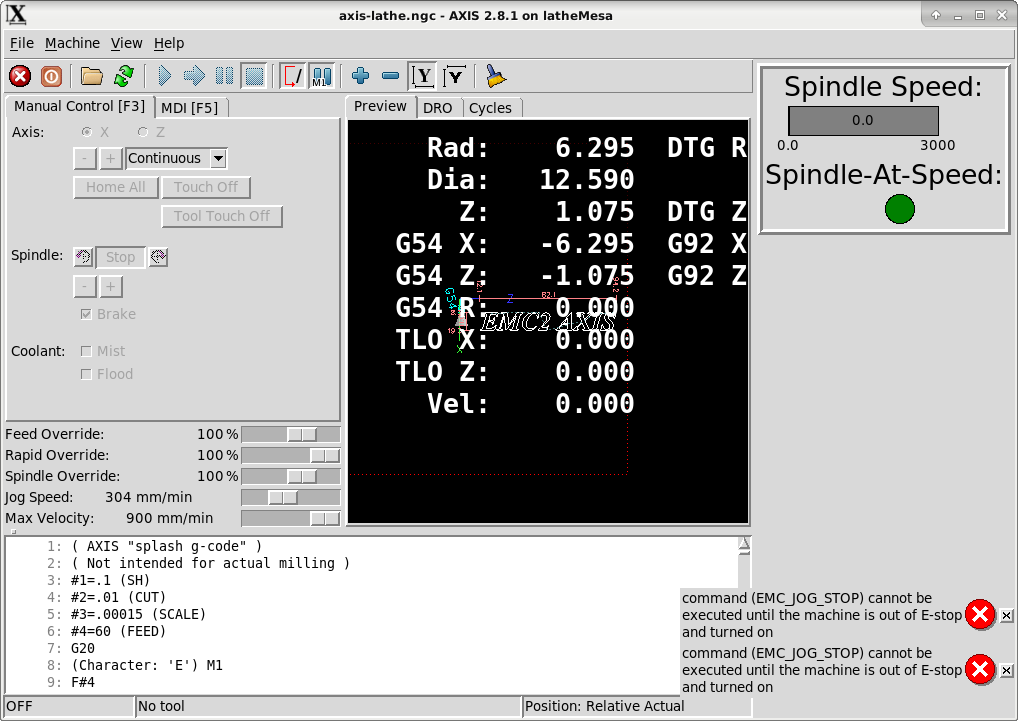 axis-lathe.ngc - AXIS 2.8.1 on latheMesa
File Machine View Help
Manual Control [F3] MDI [F5]
Preview DRO Cycles
Axis: X Z
- + Continuous
Home All Touch Off
Tool Touch Off
Spindle: Stop
- +
Brake
Coolant: Mist
Flood
Feed Override: 100 %
Rapid Override: 100 %
Spindle Override: 100 %
Jog Speed: 304 mm/min
Max Velocity: 900 mm/min
Rad: 6.295 DTG R
Dia: 12.590
Z: 1.075 DTG Z
G54 X: -6.295 G92 X
G54 Z: -1.075 G92 Z
G54 R: 0.000
TLO X: 0.000
TLO Z: 0.000
Vel: 0.000
G54
Z
82.1
19
X
EMC2 AXIS
Spindle Speed:
0.0
0.0 3000
Spindle-At-Speed:
1: ( AXIS "splash g-code" )
2: ( Not intended for actual milling )
3: #1=.1 (SH)
4: #2=.01 (CUT)
5: #3=.00015 (SCALE)
6: #4=60 (FEED)
7: G20
8: (Character: 'E') M1
9: F#4
command (EMC_JOG_STOP) cannot be
executed until the machine is out of E-stop
and turned on
command (EMC_JOG_STOP) cannot be
executed until the machine is out of E-stop
and turned on
OFF No tool Position: Relative Actual